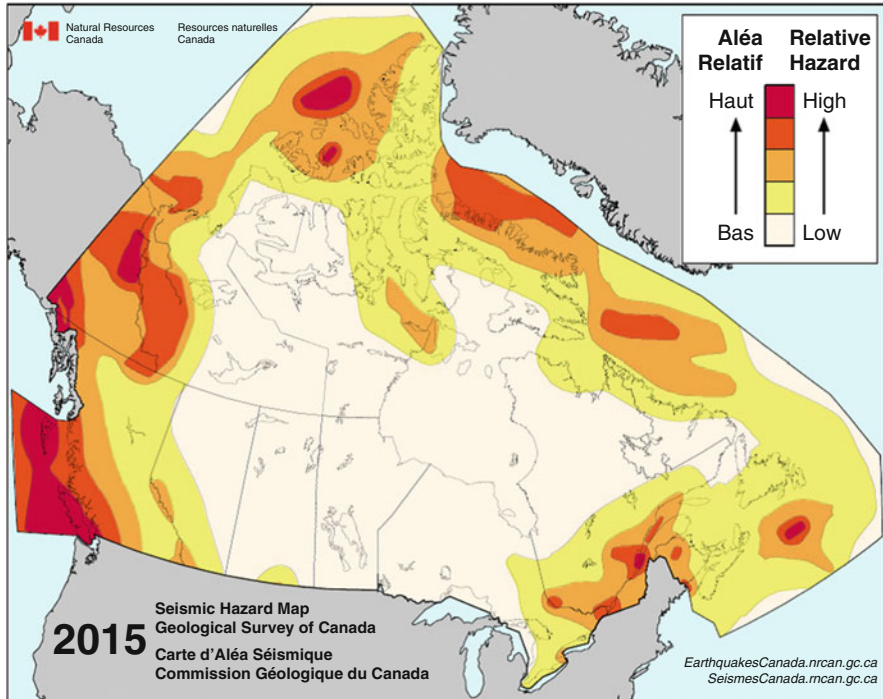 Natural Resources Canada
Resources naturelles Canada
Aléa Relatif
Relative Hazard
Haut
High
Bas
Low
2015
Seismic Hazard Map
Geological Survey of Canada
Carte d'Aléa Séismique
Commission Géologique du Canada
EarthquakesCanada.nrcan.gc.ca
SeismesCanada.rncan.gc.ca